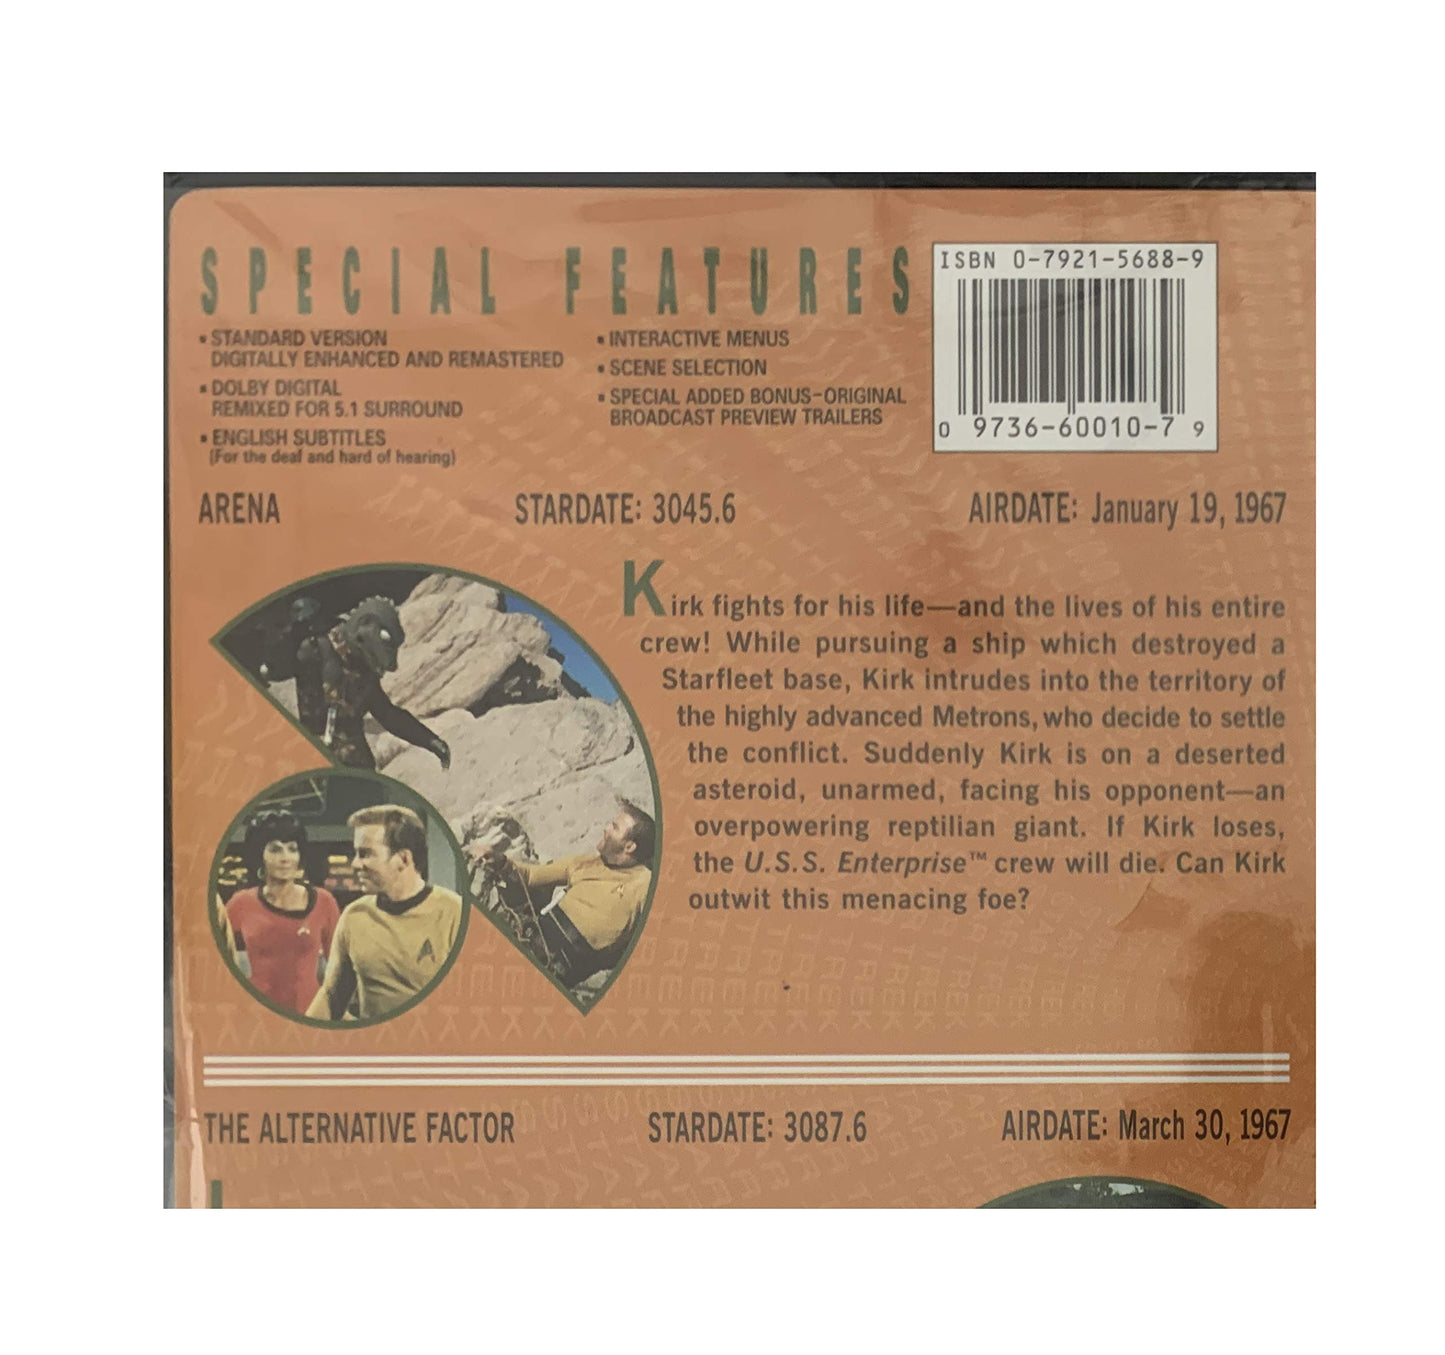 SPECIAL FEATURES
▪ STANDARD VERSION
DIGITALLY ENHANCED AND REMASTERED
▪ DOLBY DIGITAL
REMIXED FOR 5.1 SURROUND
▪ ENGLISH SUBTITLES
(For the deaf and hard of hearing)
▪ INTERACTIVE MENUS
▪ SCENE SELECTION
▪ SPECIAL ADDED BONUS–ORIGINAL
BROADCAST PREVIEW TRAILERS
ISBN 0-7921-5688-9
0 9736-60010-7 9
ARENA STARDATE: 3045.6 AIRDATE: January 19, 1967
Kirk fights for his life—and the lives of his entire
crew! While pursuing a ship which destroyed a
Starfleet base, Kirk intrudes into the territory of
the highly advanced Metrons, who decide to settle
the conflict. Suddenly Kirk is on a deserted
asteroid, unarmed, facing his opponent—an
overpowering reptilian giant. If Kirk loses,
the U.S.S. Enterprise™ crew will die. Can Kirk
outwit this menacing foe?
THE ALTERNATIVE FACTOR STARDATE: 3087.6 AIRDATE: March 30, 1967